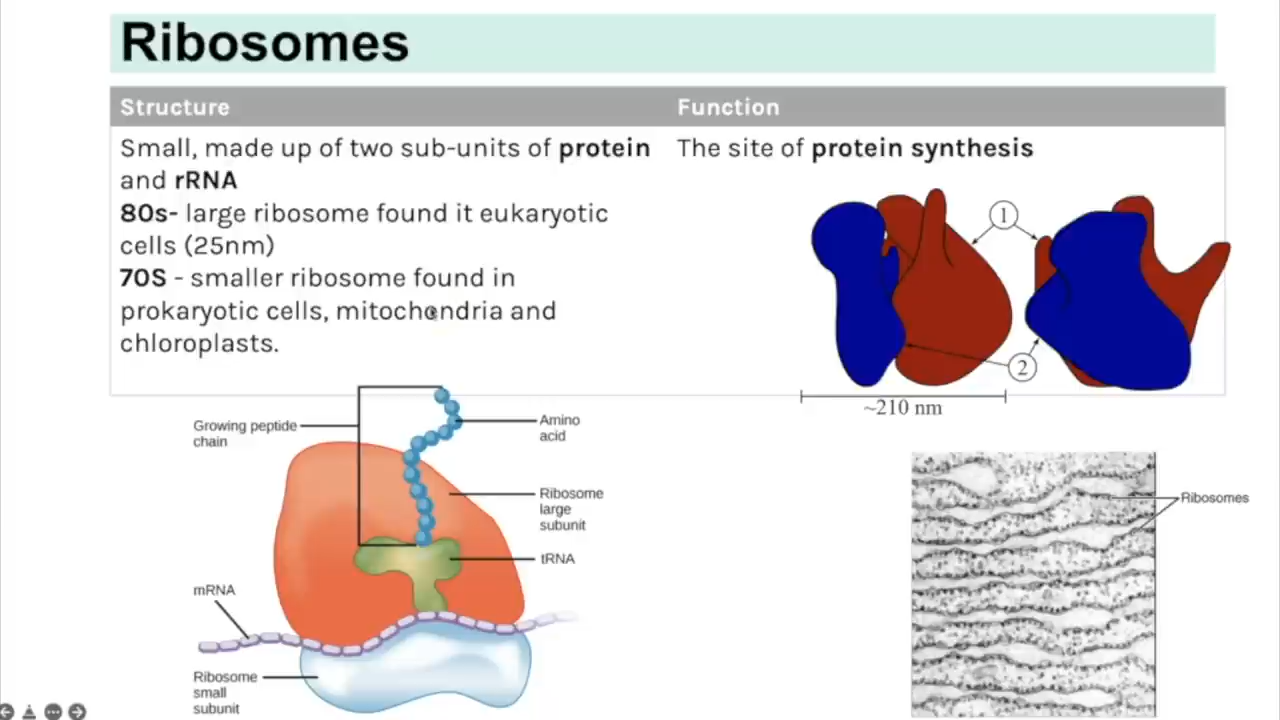 Ribosomes
Structure
Function
Small, made up of two sub-units of protein
and rRNA
80s- large ribosome found it eukaryotic
cells (25nm)
70S - smaller ribosome found in
prokaryotic cells, mitochondria and
chloroplasts.
The site of protein synthesis
1
2
~210 nm
Growing peptide
chain
Amino
acid
Ribosome
large
subunit
tRNA
mRNA
Ribosome
small
subunit
Ribosomes